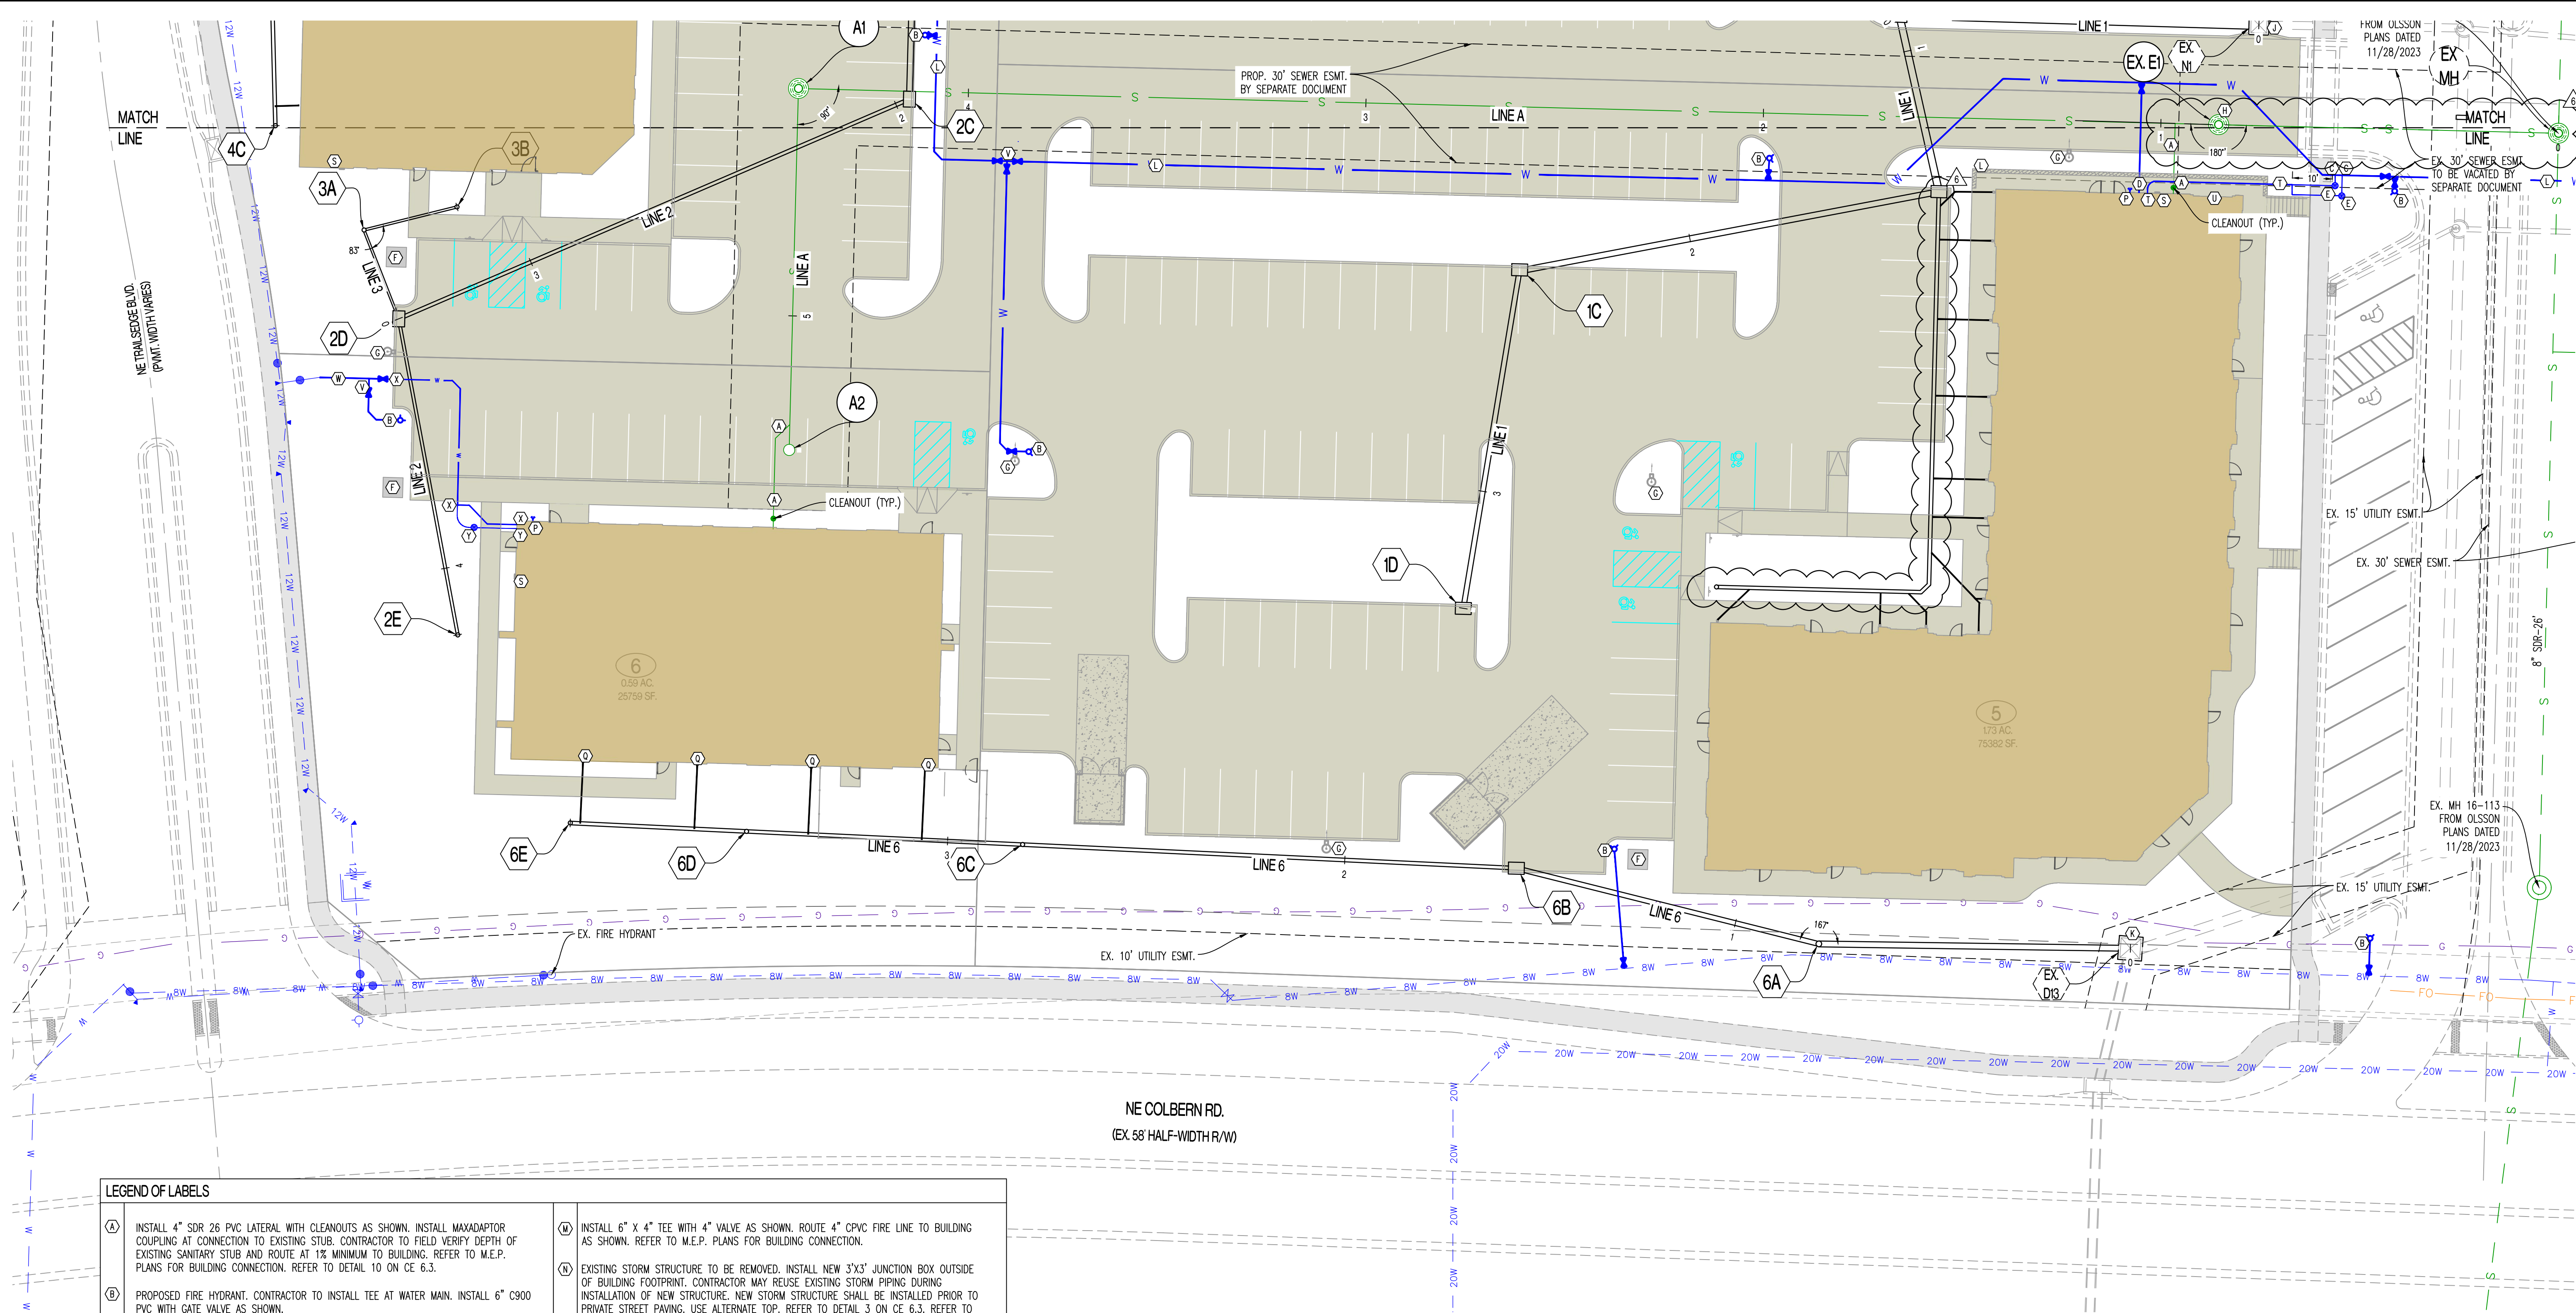 MATCH
LINE
4C
3A
3B
2D
2E
A1
2C
A2
LINE 2
LINE 3
LINE A
83°
90°
NE TRAILSEDGE BLVD.
(PVMT. WIDTH VARIES)
PROP. 30' SEWER ESMT.
BY SEPARATE DOCUMENT
LINE A
LINE 1
LINE 1
EX. E1
EX.
N1
FROM OLSSON
PLANS DATED
11/28/2023
EX
MH
MATCH
LINE
EX. 30' SEWER ESMT.
TO BE VACATED BY
SEPARATE DOCUMENT
180°
10'
CLEANOUT (TYP.)
1C
LINE 1
1D
LINE 2
CLEANOUT (TYP.)
EX. 15' UTILITY ESMT.
EX. 30' SEWER ESMT.
8" SDR-26'
6
0.59 AC.
25759 SF.
5
1.73 AC.
75382 SF.
EX. MH 16-113
FROM OLSSON
PLANS DATED
11/28/2023
EX. 15' UTILITY ESMT.
6E
6D
LINE 6
6C
LINE 6
6B
LINE 6
167°
6A
EX.
D13
EX. FIRE HYDRANT
EX. 10' UTILITY ESMT.
NE COLBERN RD.
(EX. 58' HALF-WIDTH R/W)
LEGEND OF LABELS
A INSTALL 4" SDR 26 PVC LATERAL WITH CLEANOUTS AS SHOWN. INSTALL MAXADAPTOR
COUPLING AT CONNECTION TO EXISTING STUB. CONTRACTOR TO FIELD VERIFY DEPTH OF
EXISTING SANITARY STUB AND ROUTE AT 1% MINIMUM TO BUILDING. REFER TO M.E.P.
PLANS FOR BUILDING CONNECTION. REFER TO DETAIL 10 ON CE 6.3.
B PROPOSED FIRE HYDRANT. CONTRACTOR TO INSTALL TEE AT WATER MAIN. INSTALL 6" C900
PVC WITH GATE VALVE AS SHOWN.
M INSTALL 6" X 4" TEE WITH 4" VALVE AS SHOWN. ROUTE 4" CPVC FIRE LINE TO BUILDING
AS SHOWN. REFER TO M.E.P. PLANS FOR BUILDING CONNECTION.
N EXISTING STORM STRUCTURE TO BE REMOVED. INSTALL NEW 3'X3' JUNCTION BOX OUTSIDE
OF BUILDING FOOTPRINT. CONTRACTOR MAY REUSE EXISTING STORM PIPING DURING
INSTALLATION OF NEW STRUCTURE. NEW STORM STRUCTURE SHALL BE INSTALLED PRIOR TO
PRIVATE STREET PAVING. USE ALTERNATE TOP. REFER TO DETAIL 3 ON CE 6.3. REFER TO